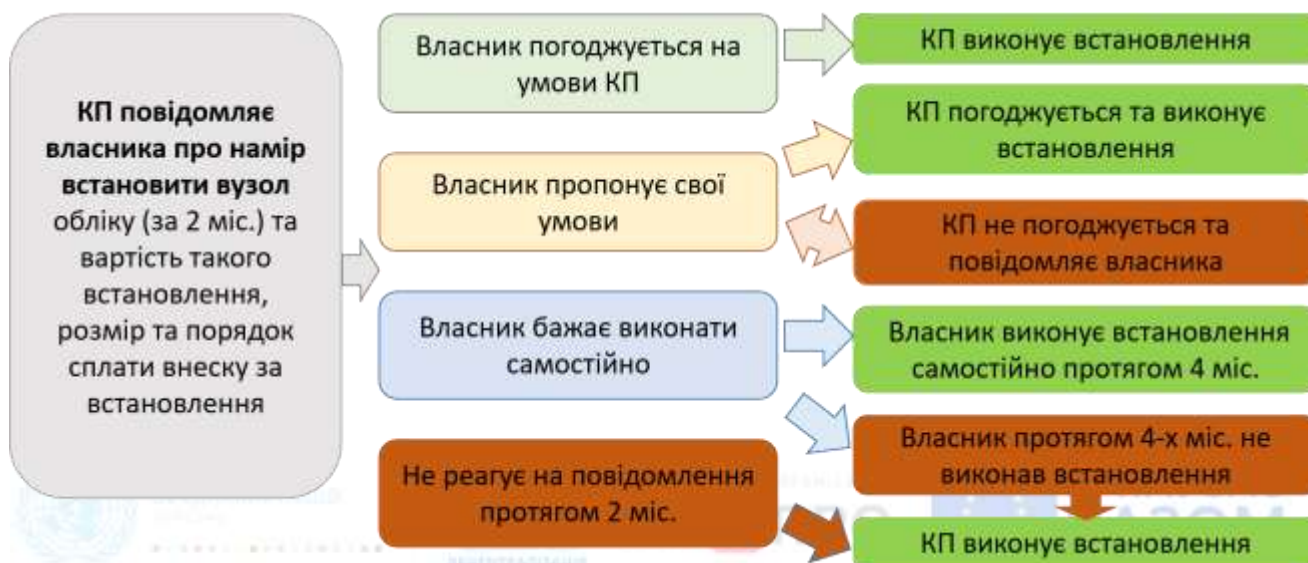 КП повідомляє
власника про намір
встановити вузол
обліку (за 2 міс.) та
вартість такого
встановлення,
розмір та порядок
сплати внеску за
встановлення
Власник погоджується на
умови КП
КП виконує встановлення
Власник пропонує свої
умови
КП погоджується та виконує
встановлення
КП не погоджується та
повідомляє власника
Власник бажає виконати
самостійно
Власник виконує встановлення
самостійно протягом 4 міс.
Власник протягом 4-х міс. не
виконав встановлення
Не реагує на повідомлення
протягом 2 міс.
КП виконує встановлення